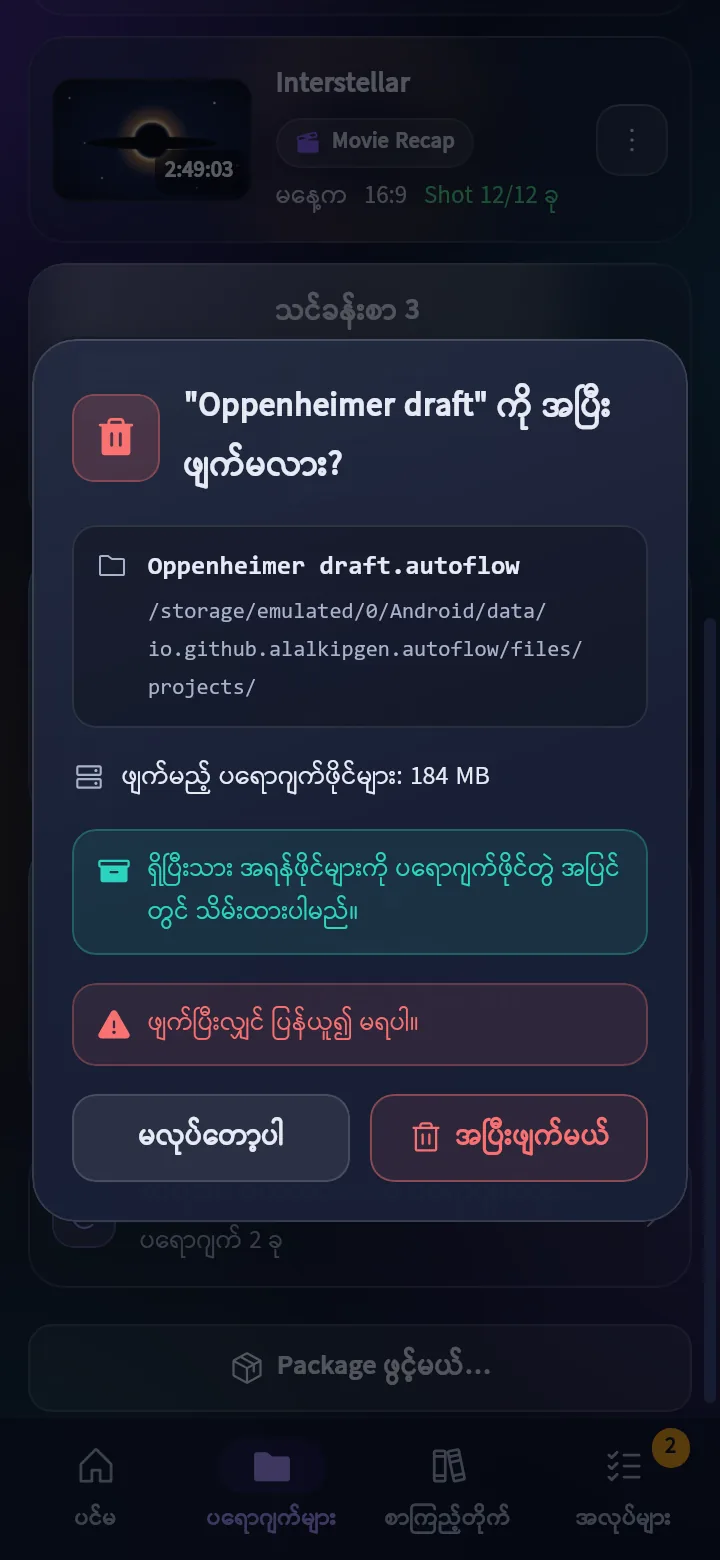 Interstellar
Movie Recap
2:49:03
မနေ့က 16:9 Shot 12/12 ခု
သင်ခန်းစာ 3
"Oppenheimer draft" ကို အပြီး
ဖျက်မလား?
Oppenheimer draft.autoflow
/storage/emulated/0/Android/data/
io.github.alalkipgen.autoflow/files/
projects/
ဖျက်မည့် ပရောဂျက်ဖိုင်များ: 184 MB
ရှိပြီးသား အရန်ဖိုင်များကို ပရောဂျက်ဖိုင်တွဲ အပြင်
တွင် သိမ်းထားပါမည်။
ဖျက်ပြီးလျှင် ပြန်ယူ၍ မရပါ။
မလုပ်တော့ပါ
အပြီးဖျက်မယ်
ပရောဂျက် 2 ခု
Package ဖွင့်မယ်…
2
ပင်မ
ပရောဂျက်များ
စာကြည့်တိုက်
အလုပ်များ